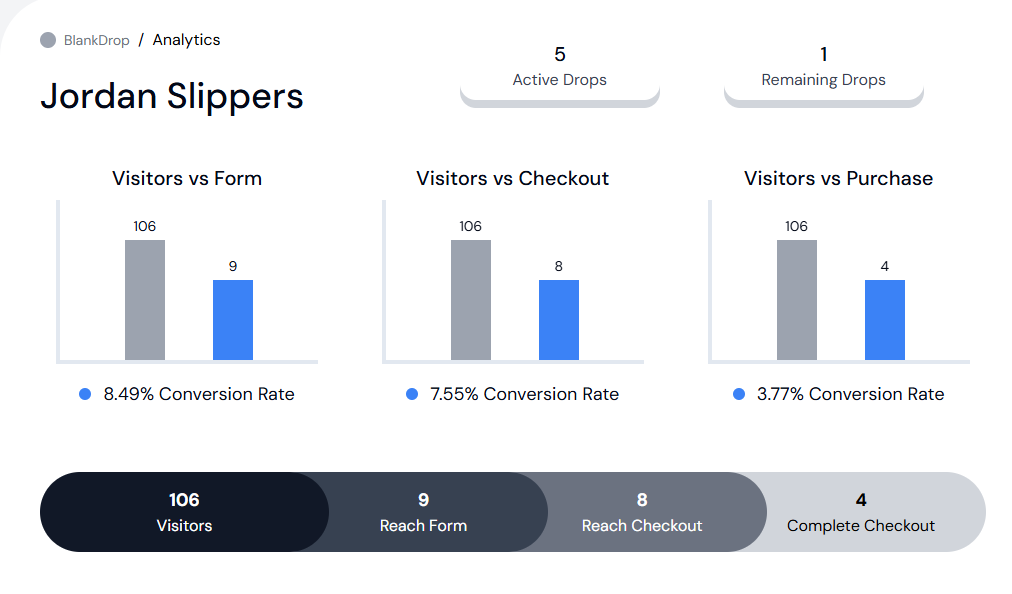 BlankDrop / Analytics
Jordan Slippers
5
Active Drops
1
Remaining Drops
Visitors vs Form
106
9
8.49% Conversion Rate
Visitors vs Checkout
106
8
7.55% Conversion Rate
Visitors vs Purchase
106
4
3.77% Conversion Rate
106
Visitors
9
Reach Form
8
Reach Checkout
4
Complete Checkout